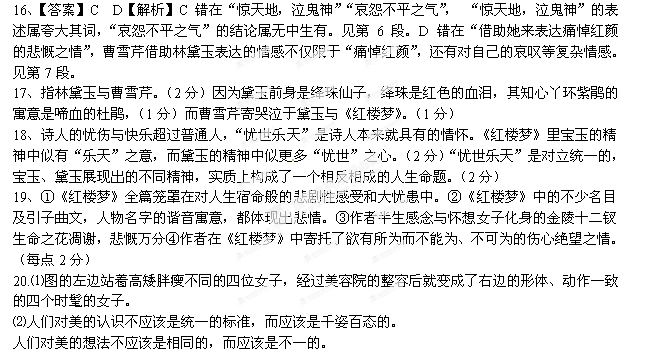 16、【答案】C  D【解析】C 错在“惊天地，泣鬼神”“哀怨不平之气”，  “惊天地，泣鬼神”的表
述属夸大其词，“哀怨不平之气”的结论属无中生有。见第 6 段。D 错在“借助她来表达痛悼红颜
的悲慨之情”，曹雪芹借助林黛玉表达的情感不仅限于“痛悼红颜”，还有对自己的哀叹等复杂情感。
见第 7 段。
17、指林黛玉与曹雪芹。（2 分）因为黛玉前身是绛珠仙子，绛珠是红色的血泪，其知心丫环紫鹃的
寓意是啼血的杜鹃，（1 分）而曹雪芹寄哭泣于黛玉与《红楼梦》。（1 分）
18、诗人的忧伤与快乐超过普通人，“忧世乐天”是诗人本来就具有的情怀。《红楼梦》里宝玉的精
神中似有“乐天”之意，而黛玉的精神中似更多“忧世”之心。（2 分）“忧世乐天”是对立统一的，
宝玉、黛玉展现出的不同精神，实质上构成了一个相反相成的人生命题。（2 分）
19、①《红楼梦》全篇笼罩在对人生宿命般的悲剧性感受和大忧患中。②《红楼梦》中的不少名目
及引子曲文，人物名字的谐音寓意，都体现出悲情。③作者半生感念与怀想女子化身的金陵十二钗
生命之花凋谢，悲慨万分④作者在《红楼梦》中寄托了欲有所为而不能为、不可为的伤心绝望之情。
（每点 2 分）
20.⑴图的左边站着高矮胖瘦不同的四位女子，经过美容院的整容后就变成了右边的形体、动作一致
的四个时髦的女子。
⑵人们对美的认识不应该是统一的标准，而应该是千姿百态的。
人们对美的想法不应该是相同的，而应该是不一的。